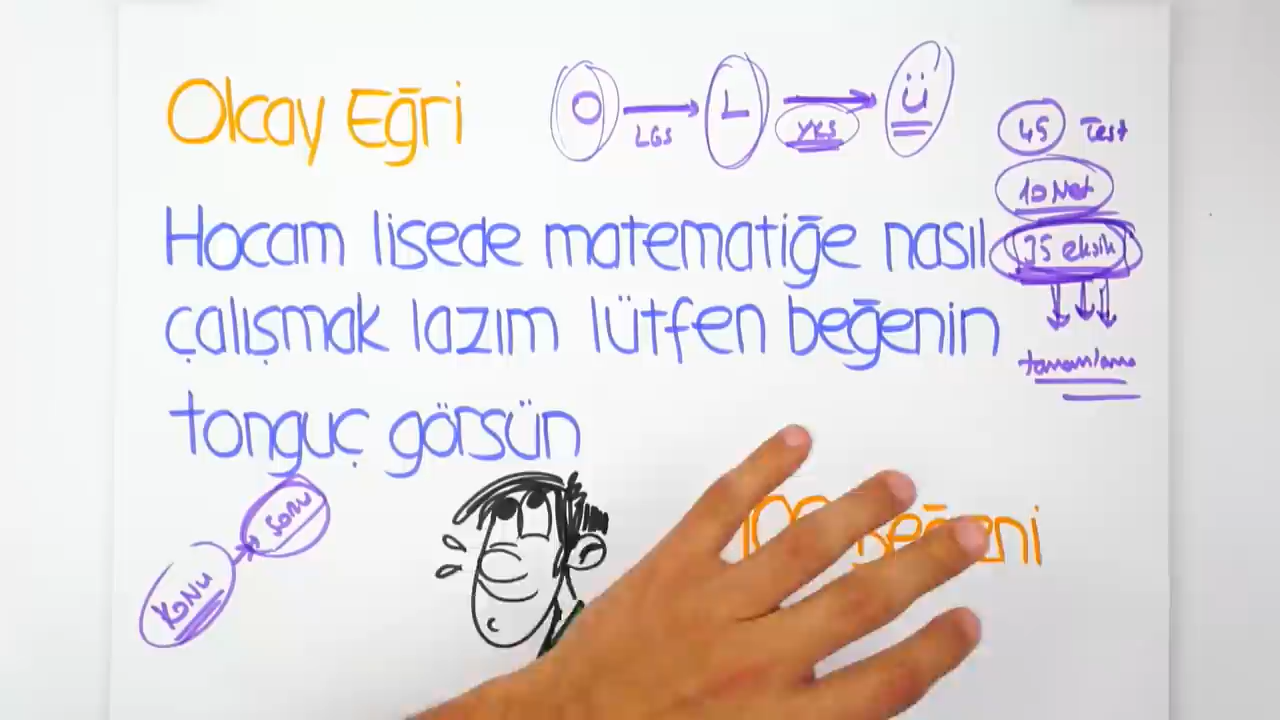 Olcay Eğri
O LGS L YKS Ü
45 Test
10 Net
35 eksik
tamamlama
Hocam lisede matematiğe nasıl
çalışmak lazım lütfen beğenin
tonguç görsün
Konu
Soru
Beğeni